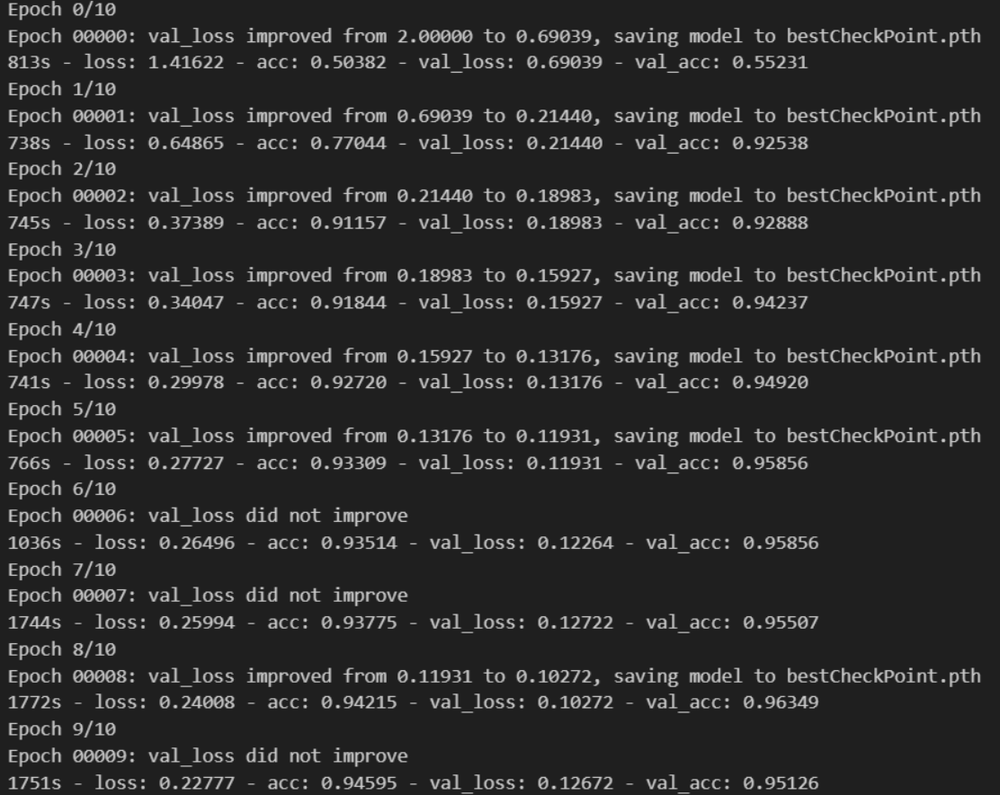 Epoch 0/10
Epoch 00000: val_loss improved from 2.00000 to 0.69039, saving model to bestCheckPoint.pth
813s - loss: 1.41622 - acc: 0.50382 - val_loss: 0.69039 - val_acc: 0.55231
Epoch 1/10
Epoch 00001: val_loss improved from 0.69039 to 0.21440, saving model to bestCheckPoint.pth
738s - loss: 0.64865 - acc: 0.77044 - val_loss: 0.21440 - val_acc: 0.92538
Epoch 2/10
Epoch 00002: val_loss improved from 0.21440 to 0.18983, saving model to bestCheckPoint.pth
745s - loss: 0.37389 - acc: 0.91157 - val_loss: 0.18983 - val_acc: 0.92888
Epoch 3/10
Epoch 00003: val_loss improved from 0.18983 to 0.15927, saving model to bestCheckPoint.pth
747s - loss: 0.34047 - acc: 0.91844 - val_loss: 0.15927 - val_acc: 0.94237
Epoch 4/10
Epoch 00004: val_loss improved from 0.15927 to 0.13176, saving model to bestCheckPoint.pth
741s - loss: 0.29978 - acc: 0.92720 - val_loss: 0.13176 - val_acc: 0.94920
Epoch 5/10
Epoch 00005: val_loss improved from 0.13176 to 0.11931, saving model to bestCheckPoint.pth
766s - loss: 0.27727 - acc: 0.93309 - val_loss: 0.11931 - val_acc: 0.95856
Epoch 6/10
Epoch 00006: val_loss did not improve
1036s - loss: 0.26496 - acc: 0.93514 - val_loss: 0.12264 - val_acc: 0.95856
Epoch 7/10
Epoch 00007: val_loss did not improve
1744s - loss: 0.25994 - acc: 0.93775 - val_loss: 0.12722 - val_acc: 0.95507
Epoch 8/10
Epoch 00008: val_loss improved from 0.11931 to 0.10272, saving model to bestCheckPoint.pth
1772s - loss: 0.24008 - acc: 0.94215 - val_loss: 0.10272 - val_acc: 0.96349
Epoch 9/10
Epoch 00009: val_loss did not improve
1751s - loss: 0.22777 - acc: 0.94595 - val_loss: 0.12672 - val_acc: 0.95126